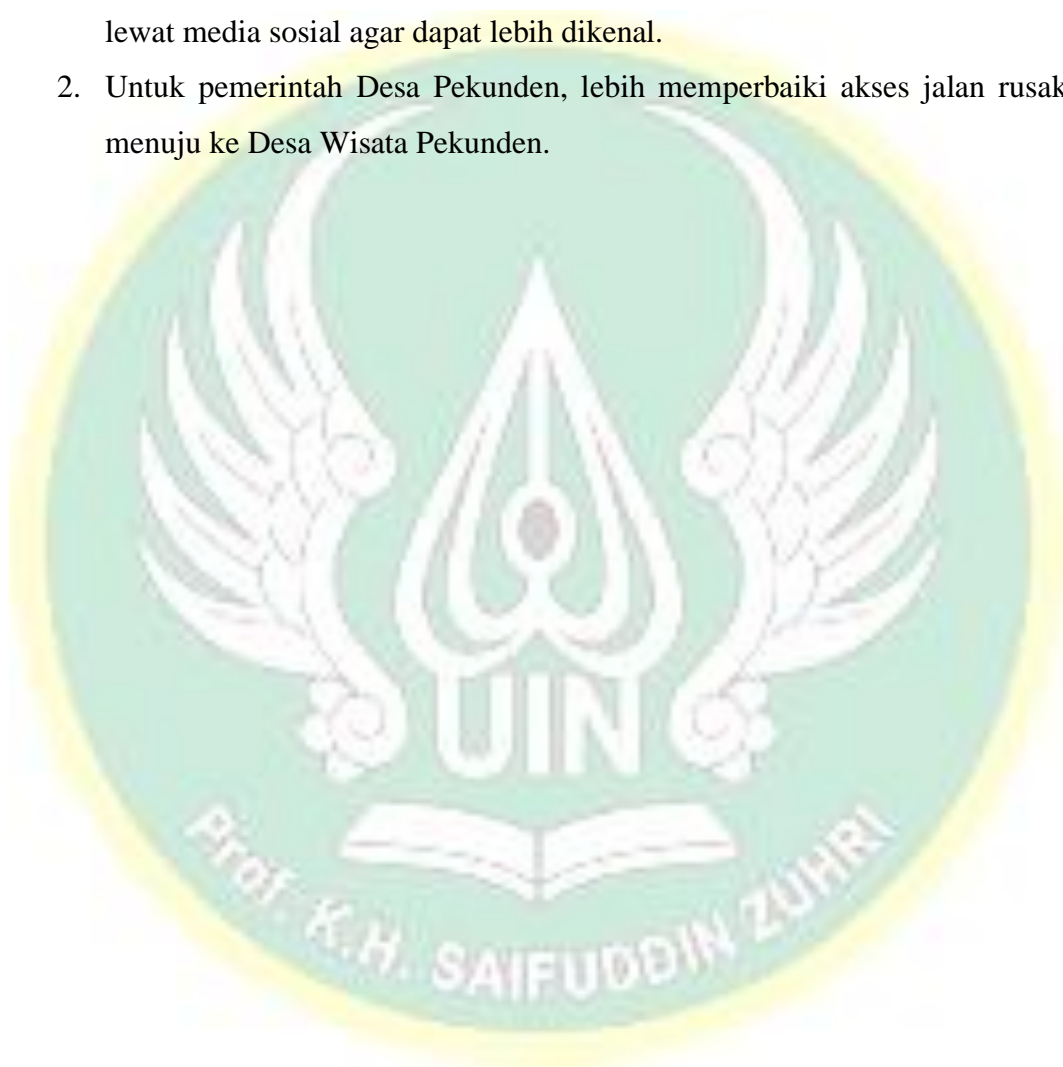 lewat media sosial agar dapat lebih dikenal.
2. Untuk pemerintah Desa Pekunden, lebih memperbaiki akses jalan rusak
menuju ke Desa Wisata Pekunden.
UIN
Prof. K.H. SAIFUDDIN ZUHRI